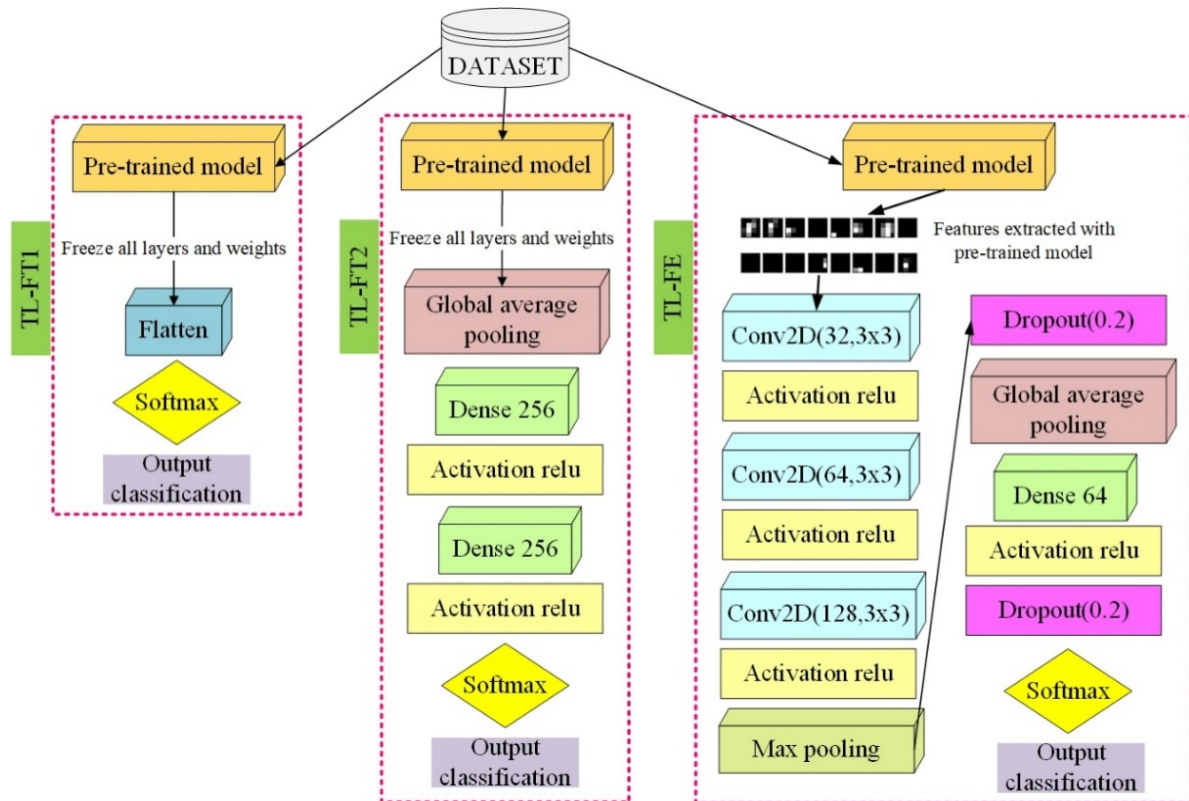 DATASET
TL-FT1
Pre-trained model
Freeze all layers and weights
Flatten
Softmax
Output
classification
TL-FT2
Pre-trained model
Freeze all layers and weights
Global average
pooling
Dense 256
Activation relu
Dense 256
Activation relu
Softmax
Output
classification
TL-FE
Pre-trained model
Features extracted with
pre-trained model
Conv2D(32,3x3)
Activation relu
Conv2D(64,3x3)
Activation relu
Conv2D(128,3x3)
Activation relu
Max pooling
Dropout(0.2)
Global average
pooling
Dense 64
Activation relu
Dropout(0.2)
Softmax
Output
classification